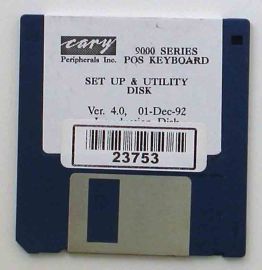 cary 9000 SERIES
Peripherals Inc. POS KEYBOARD
SET UP & UTILITY
DISK
Ver. 4.0, 01-Dec-92
23753